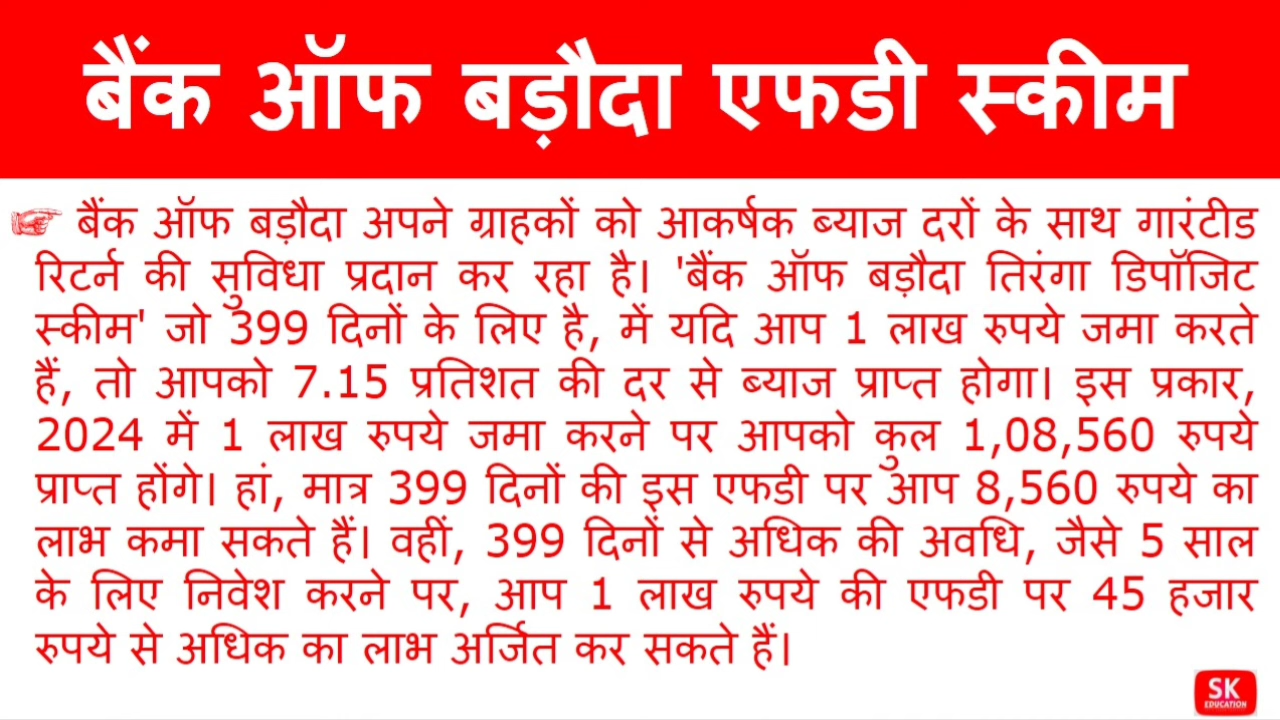 बैंक ऑफ बड़ौदा एफडी स्कीम
☞ बैंक ऑफ बड़ौदा अपने ग्राहकों को आकर्षक ब्याज दरों के साथ गारंटीड
रिटर्न की सुविधा प्रदान कर रहा है। 'बैंक ऑफ बड़ौदा तिरंगा डिपॉजिट
स्कीम' जो 399 दिनों के लिए है, में यदि आप 1 लाख रुपये जमा करते
हैं, तो आपको 7.15 प्रतिशत की दर से ब्याज प्राप्त होगा। इस प्रकार,
2024 में 1 लाख रुपये जमा करने पर आपको कुल 1,08,560 रुपये
प्राप्त होंगे। हां, मात्र 399 दिनों की इस एफडी पर आप 8,560 रुपये का
लाभ कमा सकते हैं। वहीं, 399 दिनों से अधिक की अवधि, जैसे 5 साल
के लिए निवेश करने पर, आप 1 लाख रुपये की एफडी पर 45 हजार
रुपये से अधिक का लाभ अर्जित कर सकते हैं।
SK
EDUCATION